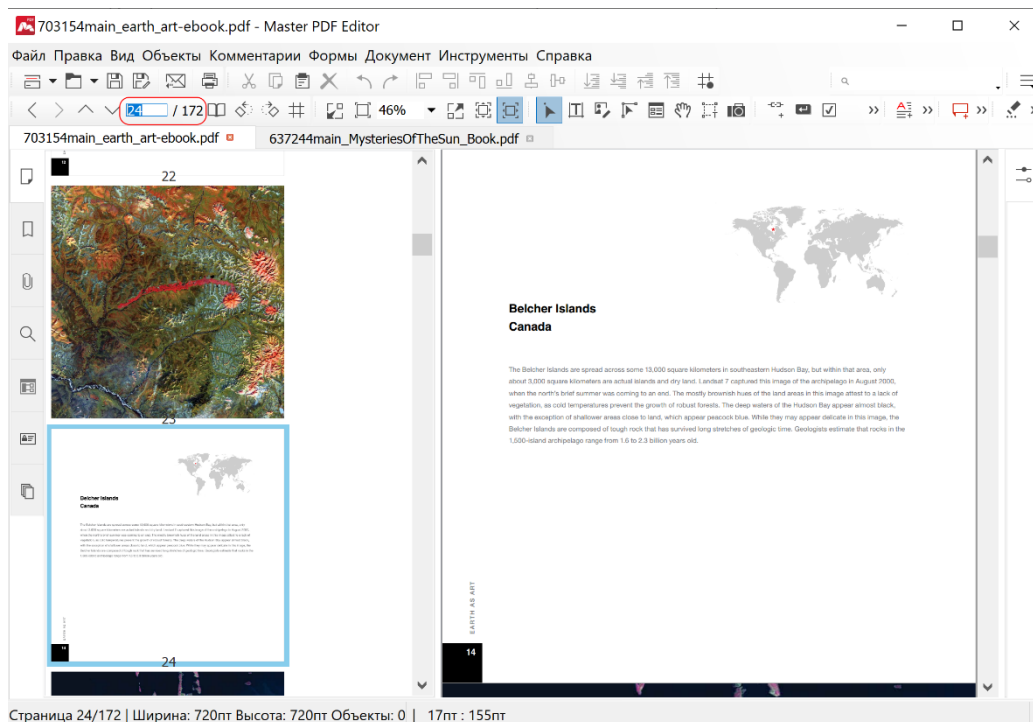 703154main_earth_art-ebook.pdf - Master PDF Editor
Файл Правка Вид Объекты Комментарии Формы Документ Инструменты Справка
24 / 172 46%
703154main_earth_art-ebook.pdf 637244main_MysteriesOfTheSun_Book.pdf
22
23
Belcher Islands
Canada
14
24
Belcher Islands
Canada
The Belcher Islands are spread across some 13,000 square kilometers in southeastern Hudson Bay, but within that area, only
about 3,000 square kilometers are actual islands and dry land. Landsat 7 captured this image of the archipelago in August 2000,
when the north's brief summer was coming to an end. The mostly brownish hues of the land areas in this image attest to a lack of
vegetation, as cold temperatures prevent the growth of robust forests. The deep waters of the Hudson Bay appear almost black,
with the exception of shallower areas close to land, which appear peacock blue. While they may appear delicate in this image, the
Belcher Islands are composed of tough rock that has survived long stretches of geologic time. Geologists estimate that rocks in the
1,500-island archipelago range from 1.6 to 2.3 billion years old.
EARTH AS ART
14
Страница 24/172 | Ширина: 720пт Высота: 720пт Объекты: 0 | 17пт : 155пт